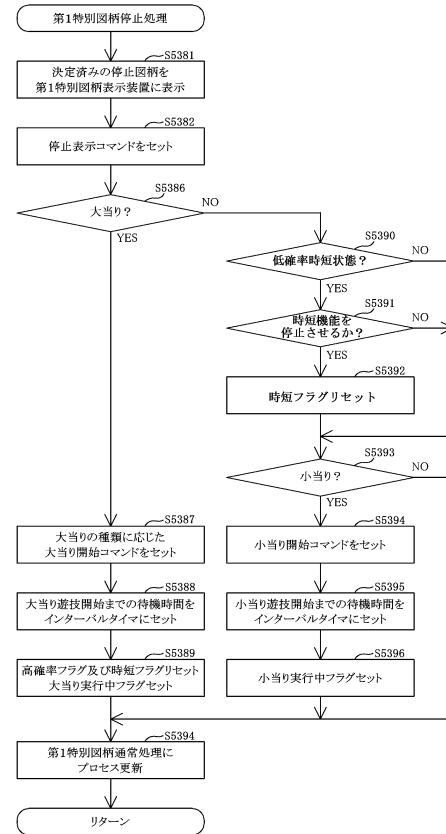 第1特別図柄停止処理
S5381
決定済みの停止図柄を
第1特別図柄表示装置に表示
S5382
停止表示コマンドをセット
S5386
大当り?
NO
YES
S5390
低確率時短状態?
NO
YES
S5391
時短機能を
停止させるか?
NO
YES
S5392
時短フラグリセット
S5393
小当り?
NO
YES
S5387
大当りの種類に応じた
大当り開始コマンドをセット
S5394
小当り開始コマンドをセット
S5388
大当り遊技開始までの待機時間を
インターバルタイマにセット
S5395
小当り遊技開始までの待機時間を
インターバルタイマにセット
S5389
高確率フラグ及び時短フラグリセット
大当り実行中フラグセット
S5396
小当り実行中フラグセット
S5394
第1特別図柄通常処理に
プロセス更新
リターン